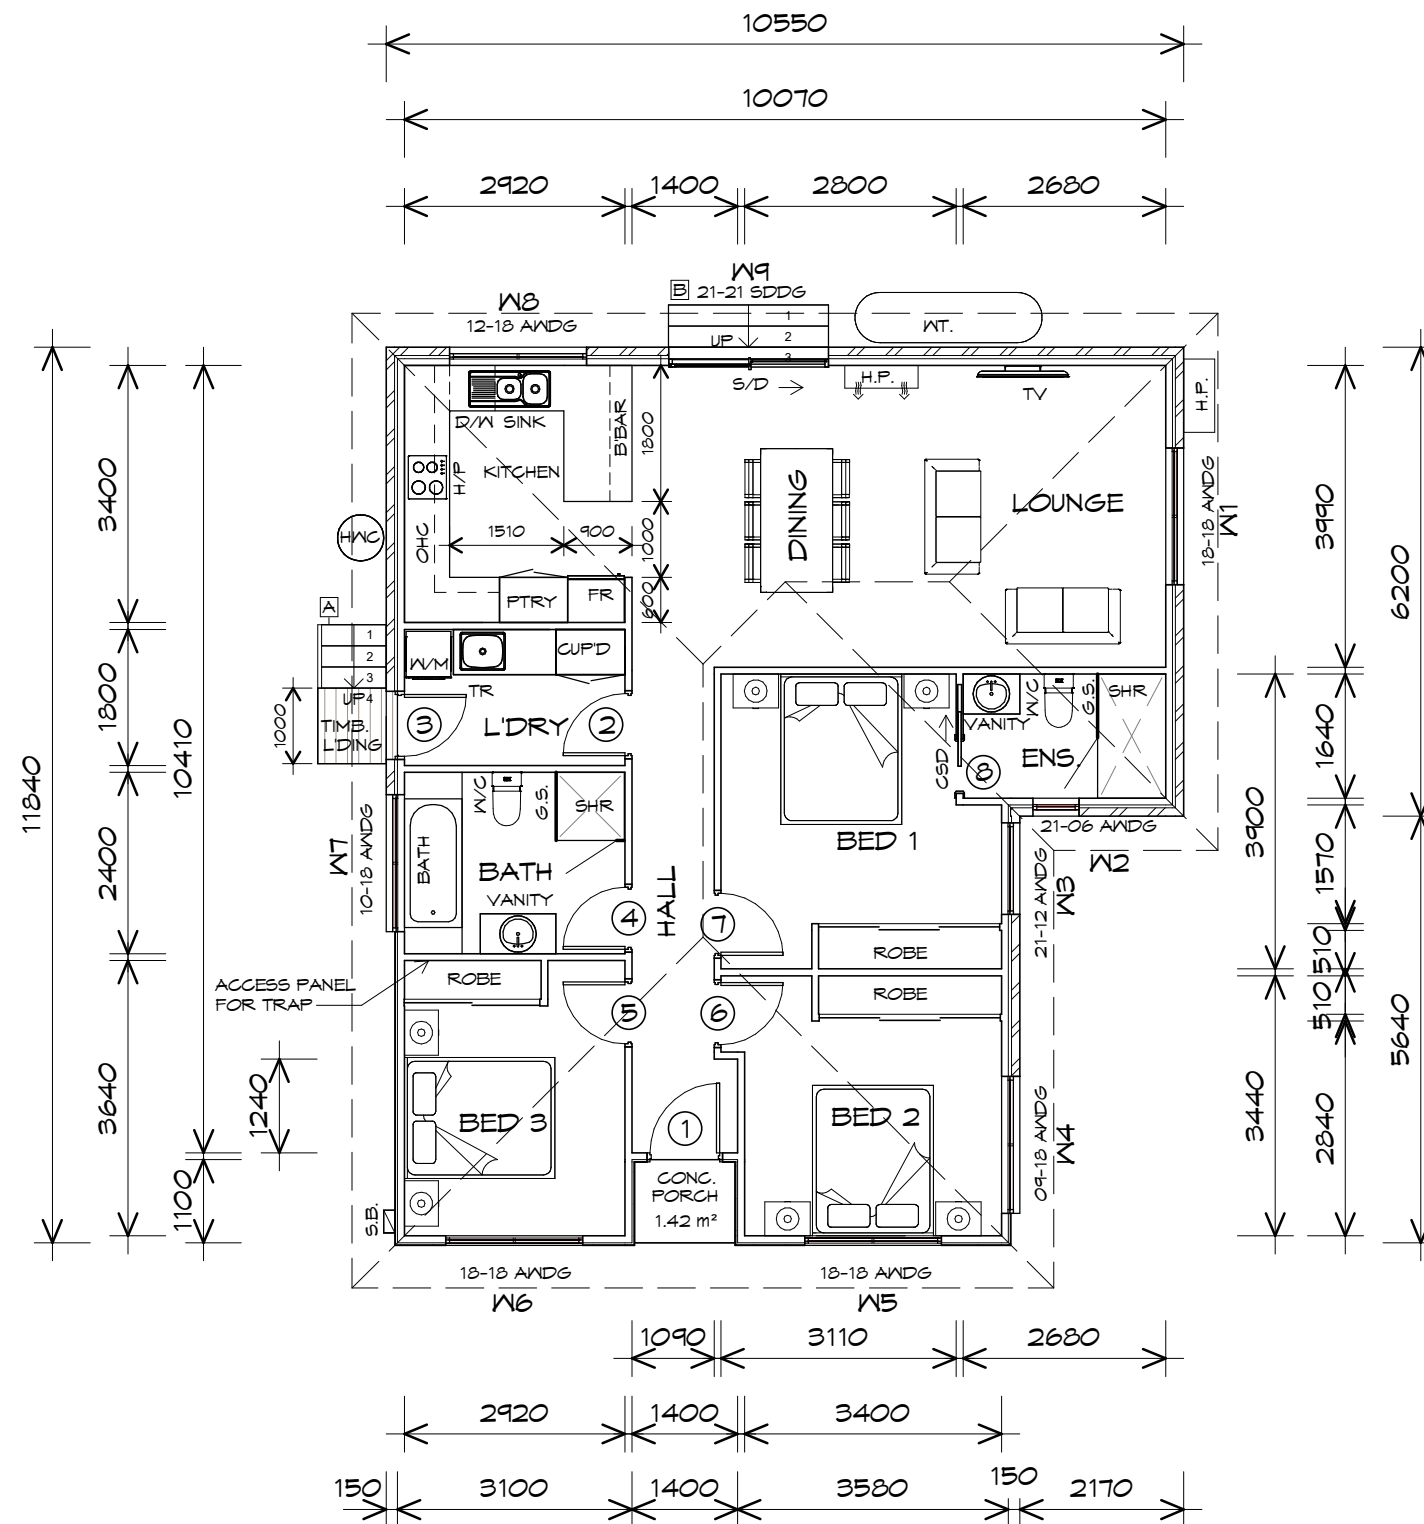 10550
10070
2920 1400 2800 2680
W9
B 21-21 SDDG
W8
12-18 AWDG
WT.
1
UP 2
3
S/D
H.P.
TV
H.P.
D/W SINK
B'BAR
1800
KITCHEN
H/P
OHC
1510 900
1000
600
PTRY FR
DINING
LOUNGE
18-18 AWDG
W1
HWC
A
1
2
3
UP 4
TIMB.
L'DING
1000
W/M
CUP'D
TR
L'DRY
3
2
3400
1800
2400
3640
10410
1100
11840
1240
3990
1640
1570
510
510
2840
3900
3440
6200
5640
W/C
G.S.
SHR
VANITY
ENS.
CSD
8
21-06 AWDG
W2
BED 1
21-12 AWDG
W3
W7
10-18 AWDG
BATH
W/C
G.S.
SHR
BATH
VANITY
HALL
4
7
ROBE
ROBE
ROBE
ACCESS PANEL
FOR TRAP
5
6
BED 3
BED 2
1
CONC.
PORCH
1.42 m²
S.B.
09-18 AWDG
W4
18-18 AWDG
W6
18-18 AWDG
W5
1090 3110 2680
2920 1400 3400
150 3100 1400 3580 150 2170